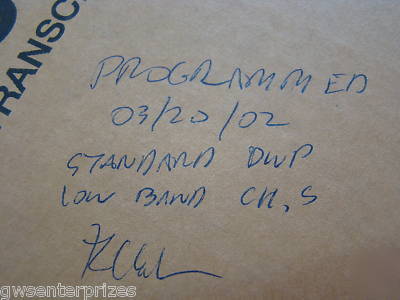 TRANSC
PROGRAMMED
03/20/02
STANDARD DWP
LOW BAND CH,S
gwsenterprizes